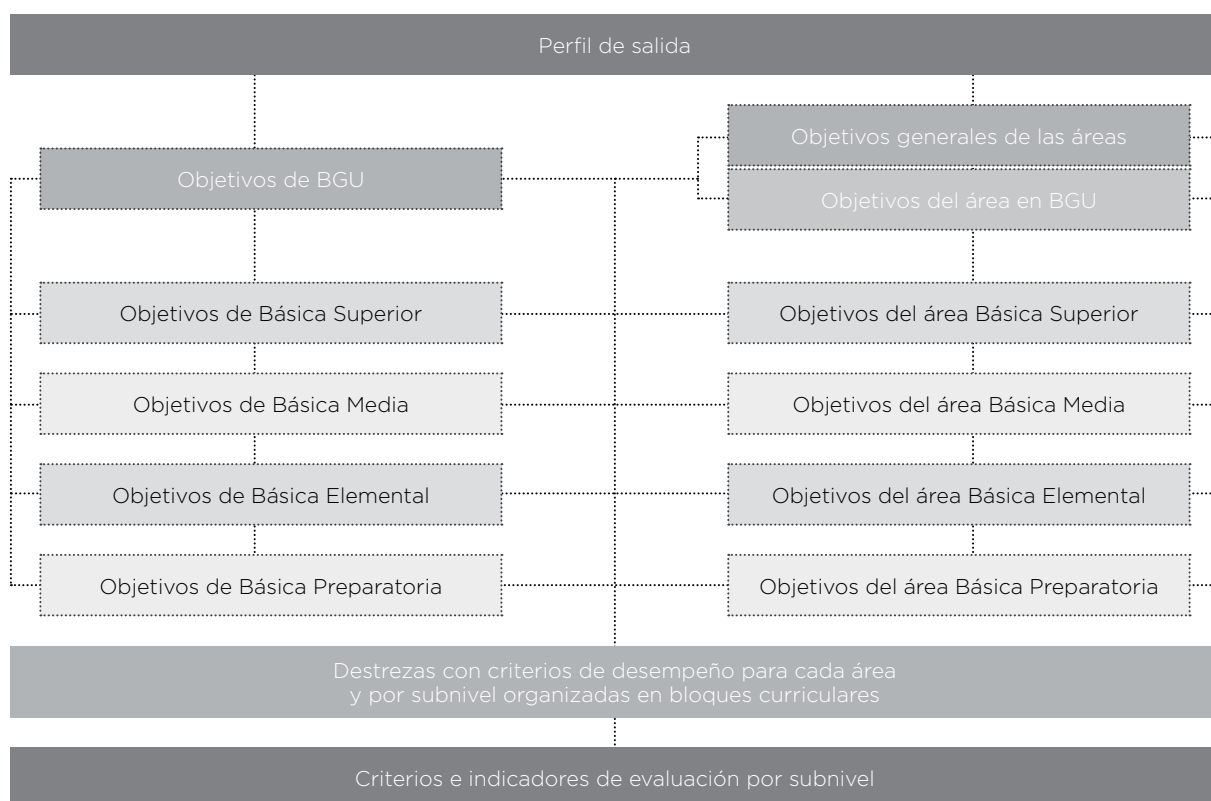 Perfil de salida
Objetivos generales de las áreas
Objetivos de BGU
Objetivos del área en BGU
Objetivos de Básica Superior
Objetivos del área Básica Superior
Objetivos de Básica Media
Objetivos del área Básica Media
Objetivos de Básica Elemental
Objetivos del área Básica Elemental
Objetivos de Básica Preparatoria
Objetivos del área Básica Preparatoria
Destrezas con criterios de desempeño para cada área
y por subnivel organizadas en bloques curriculares
Criterios e indicadores de evaluación por subnivel